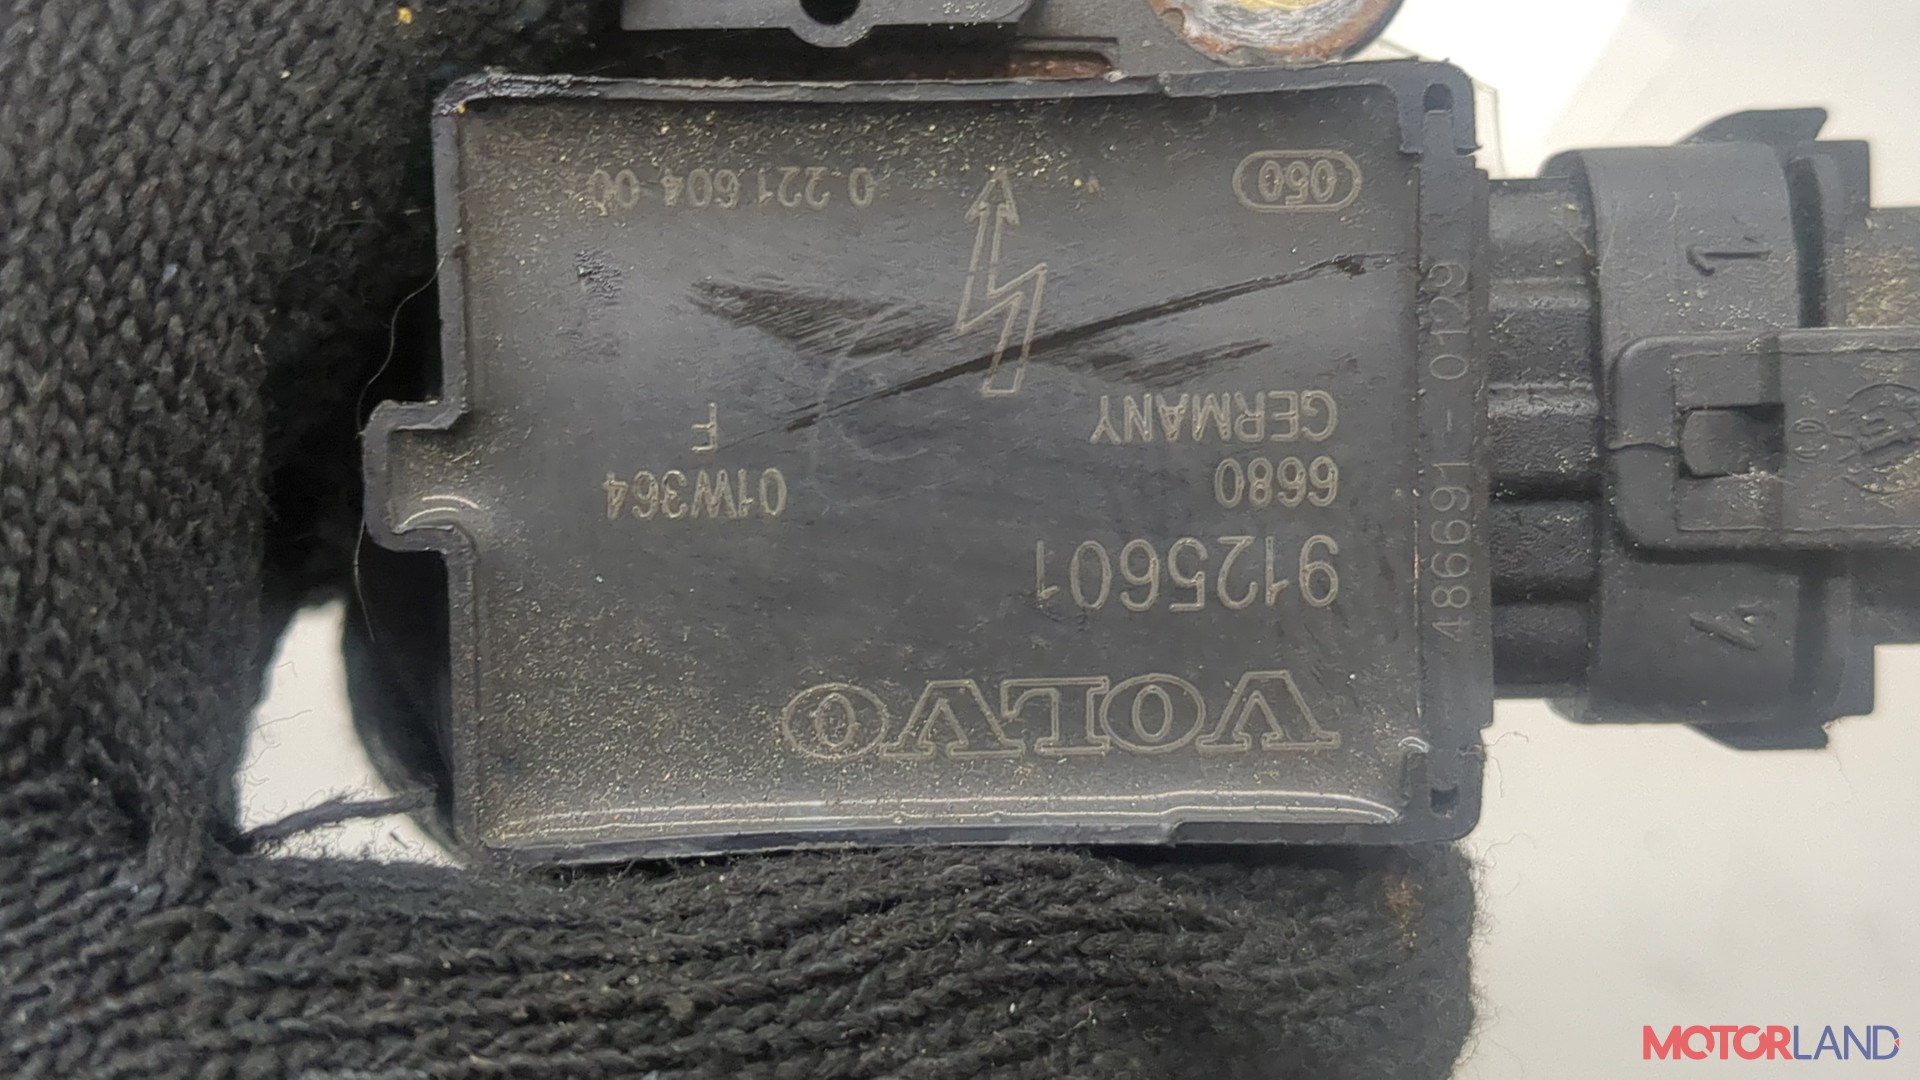 VOLVO
9125601
6680
GERMANY
01W364
F
050
0 221 604 00
486691 - 0129
1
4
MOTORLAND